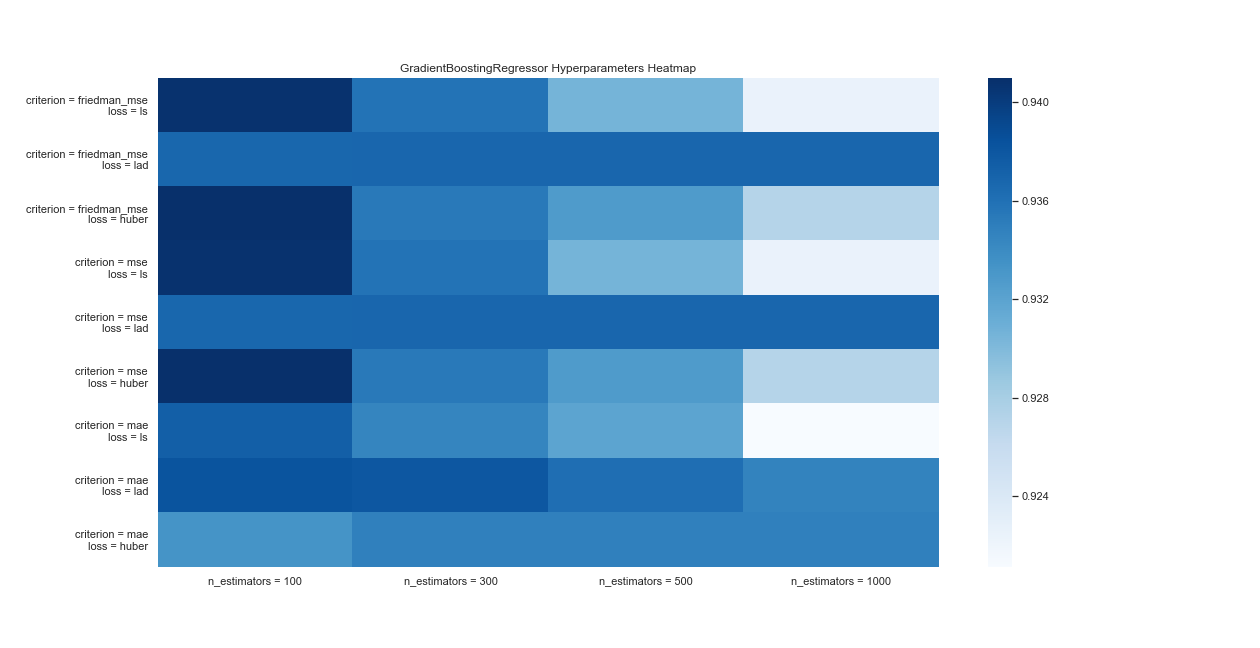 GradientBoostingRegressor Hyperparameters Heatmap
criterion = friedman_mse
loss = ls
criterion = friedman_mse
loss = lad
criterion = friedman_mse
loss = huber
criterion = mse
loss = ls
criterion = mse
loss = lad
criterion = mse
loss = huber
criterion = mae
loss = ls
criterion = mae
loss = lad
criterion = mae
loss = huber
n_estimators = 100
n_estimators = 300
n_estimators = 500
n_estimators = 1000
0.940
0.936
0.932
0.928
0.924